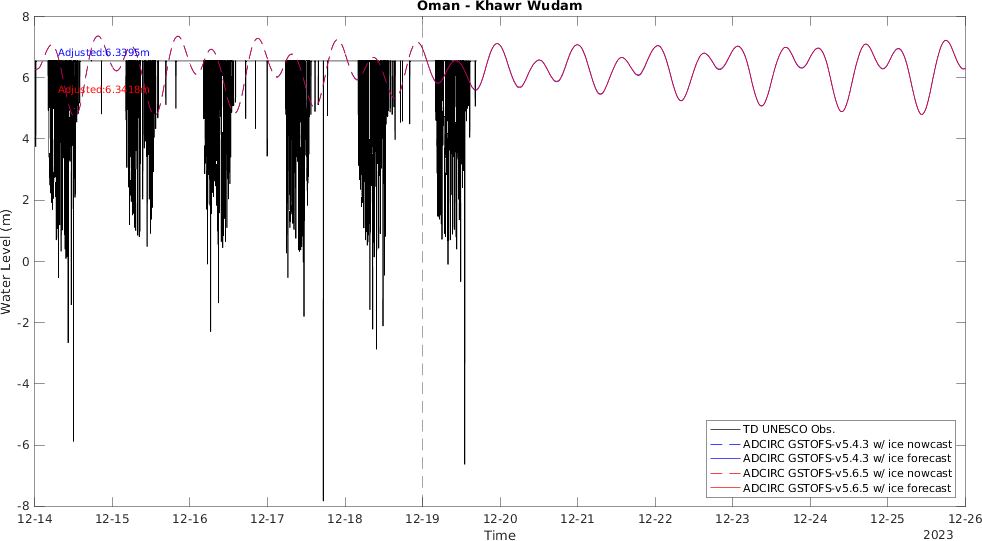 Oman - Khawr Wudam
8
6
4
2
0
-2
-4
-6
-8
Water Level (m)
Adjusted:6.3395m
Adjusted:6.3418m
TD UNESCO Obs.
ADCIRC GSTOFS-v5.4.3 w/ ice nowcast
ADCIRC GSTOFS-v5.4.3 w/ ice forecast
ADCIRC GSTOFS-v5.6.5 w/ ice nowcast
ADCIRC GSTOFS-v5.6.5 w/ ice forecast
12-14 12-15 12-16 12-17 12-18 12-19 12-20 12-21 12-22 12-23 12-24 12-25 12-26
Time
2023